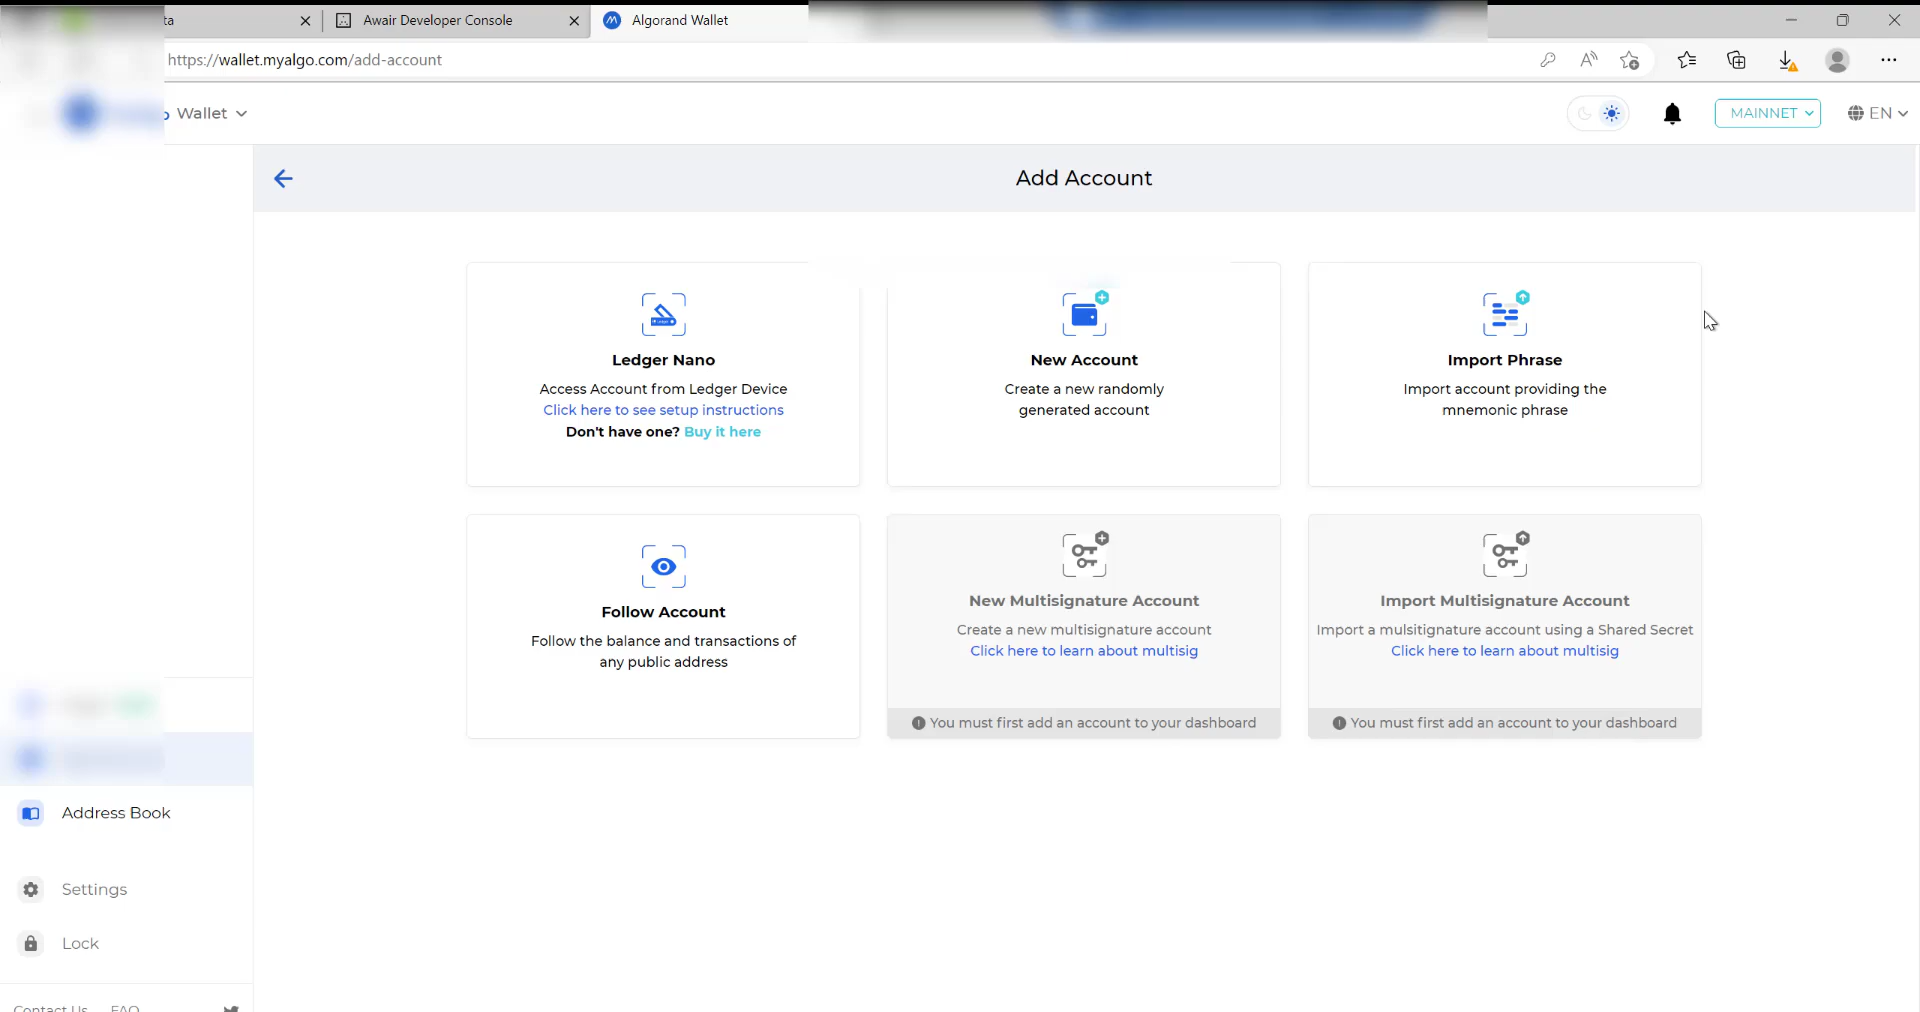 ta
Awair Developer Console
Algorand Wallet
https://wallet.myalgo.com/add-account
Wallet
MAINNET
EN
Add Account
Ledger Nano
Access Account from Ledger Device
Click here to see setup instructions
Don't have one? Buy it here
New Account
Create a new randomly
generated account
Import Phrase
Import account providing the
mnemonic phrase
Follow Account
Follow the balance and transactions of
any public address
New Multisignature Account
Create a new multisignature account
Click here to learn about multisig
You must first add an account to your dashboard
Import Multisignature Account
Import a mulsitignature account using a Shared Secret
Click here to learn about multisig
You must first add an account to your dashboard
Address Book
Settings
Lock
Contact Us FAQ